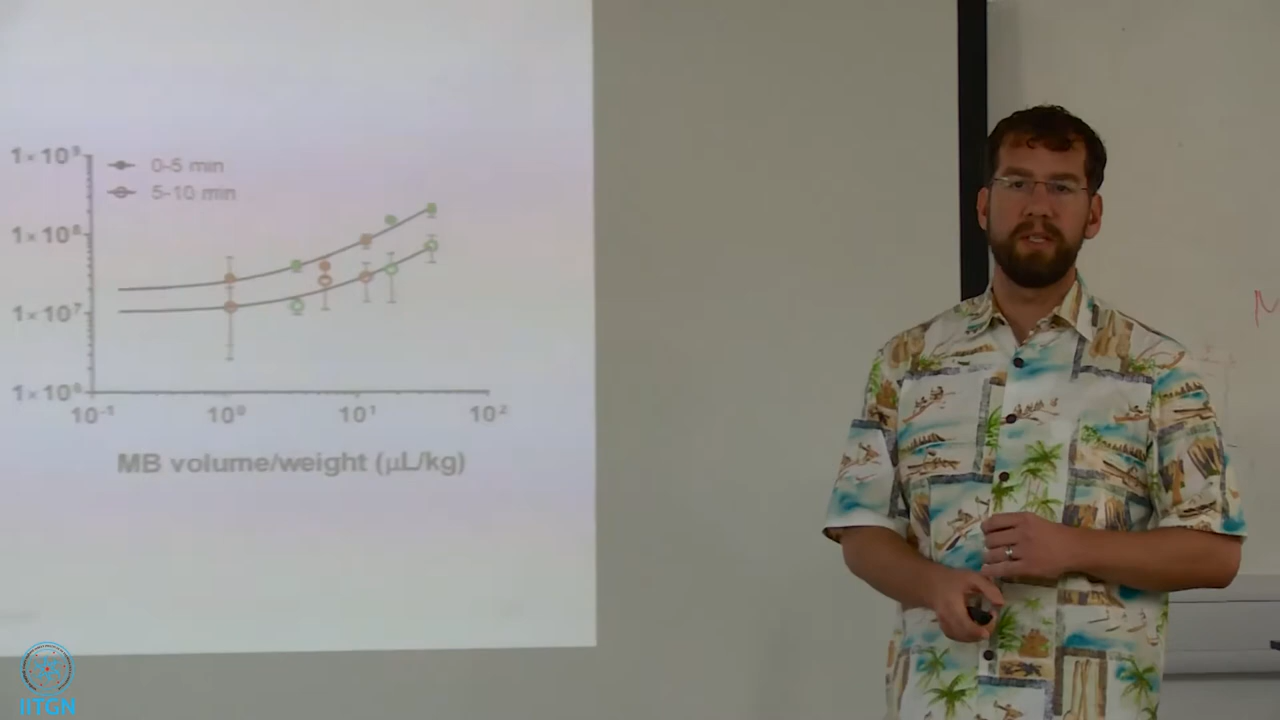 1×10⁹
0-5 min
5-10 min
1×10⁸
1×10⁷
1×10⁶
10⁻¹ 10⁰ 10¹ 10²
MB volume/weight (µL/kg)
IITGN